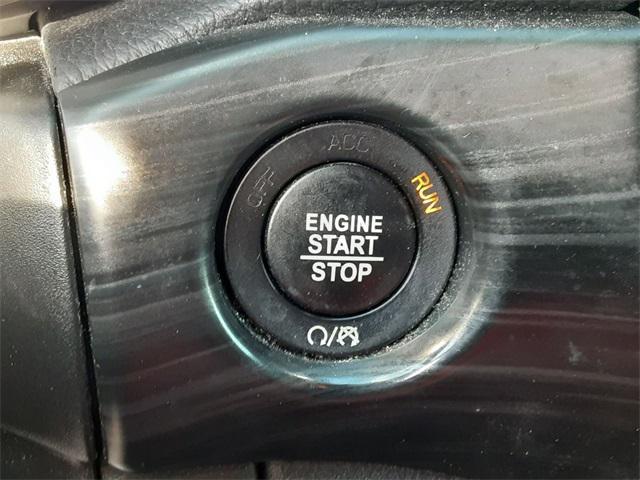 OFF
ACC
RUN
ENGINE
START
STOP